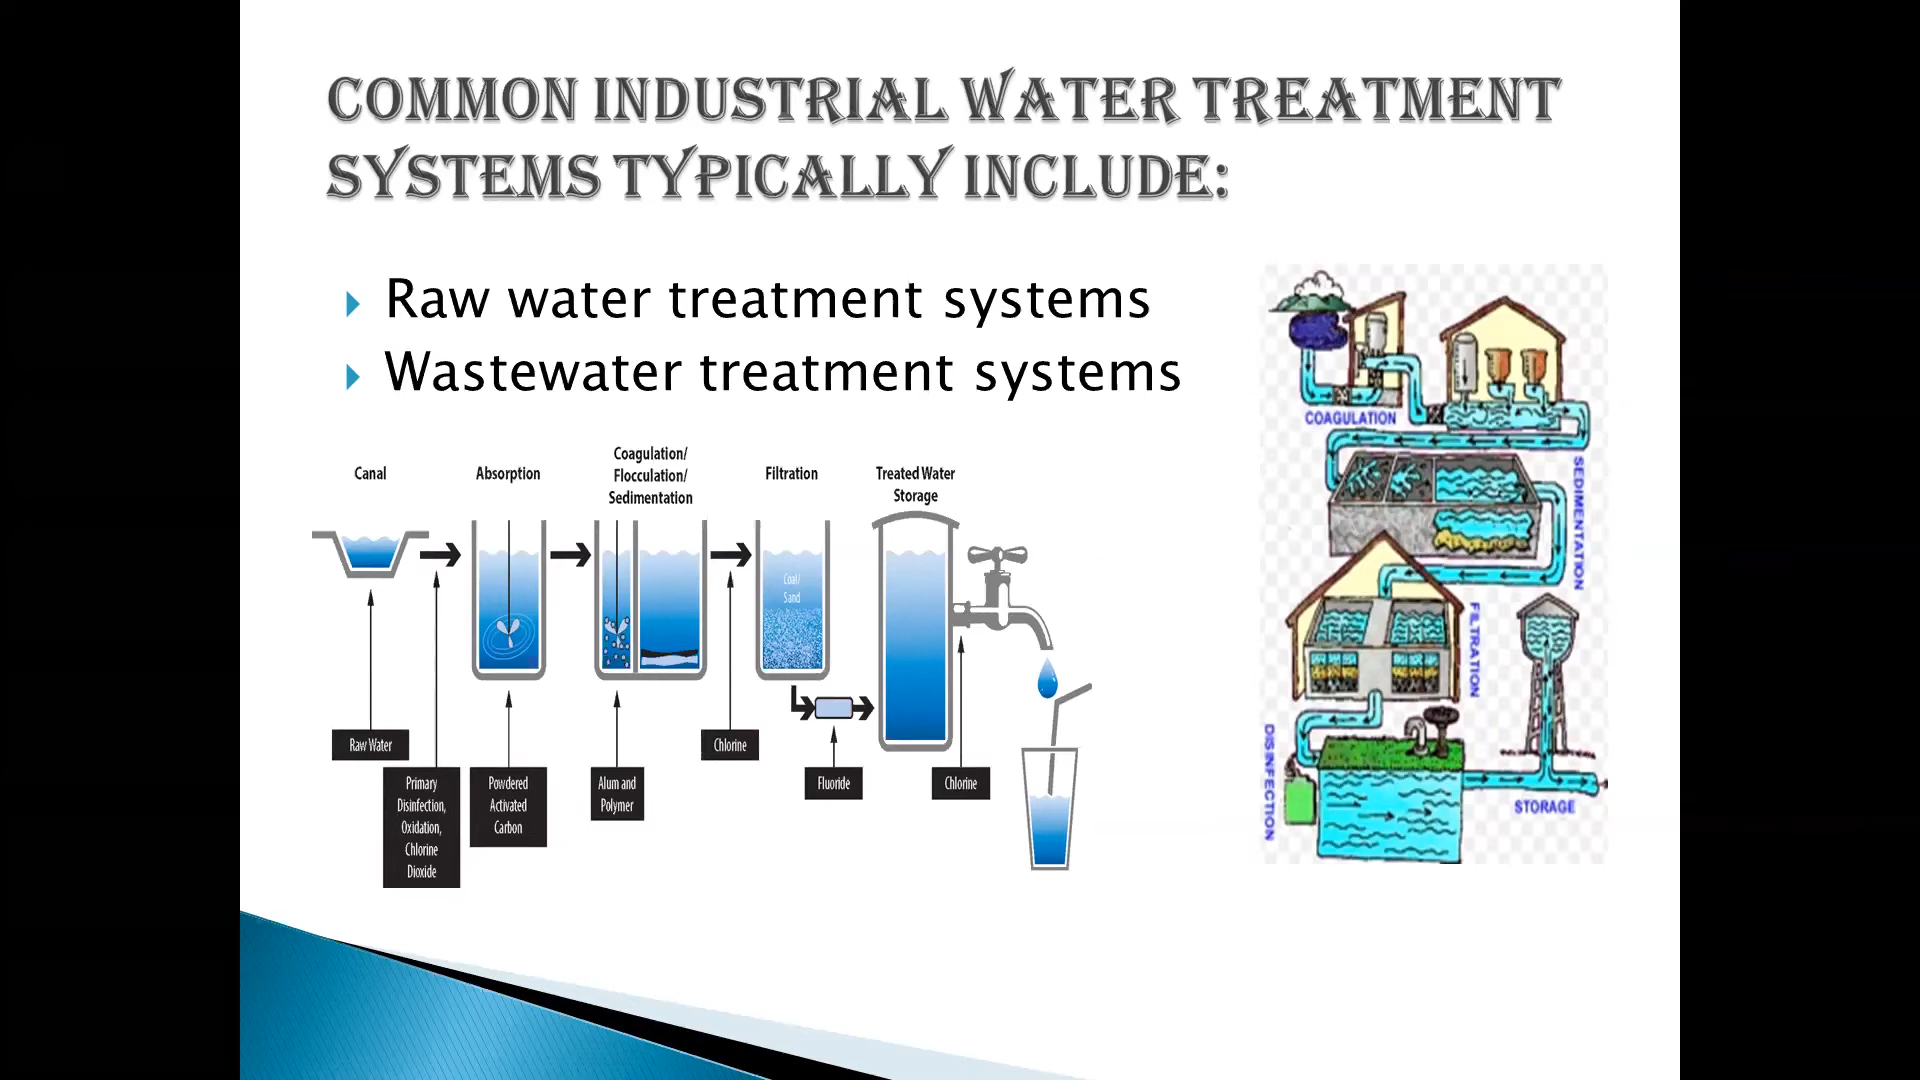 COMMON INDUSTRIAL WATER TREATMENT
SYSTEMS TYPICALLY INCLUDE:
Raw water treatment systems
Wastewater treatment systems
Canal
Absorption
Coagulation/
Flocculation/
Sedimentation
Filtration
Treated Water
Storage
Coal/
Sand
Raw Water
Primary
Disinfection,
Oxidation,
Chlorine
Dioxide
Powdered
Activated
Carbon
Alum and
Polymer
Chlorine
Fluoride
Chlorine
COAGULATION
SEDIMENTATION
FILTRATION
DISINFECTION
STORAGE